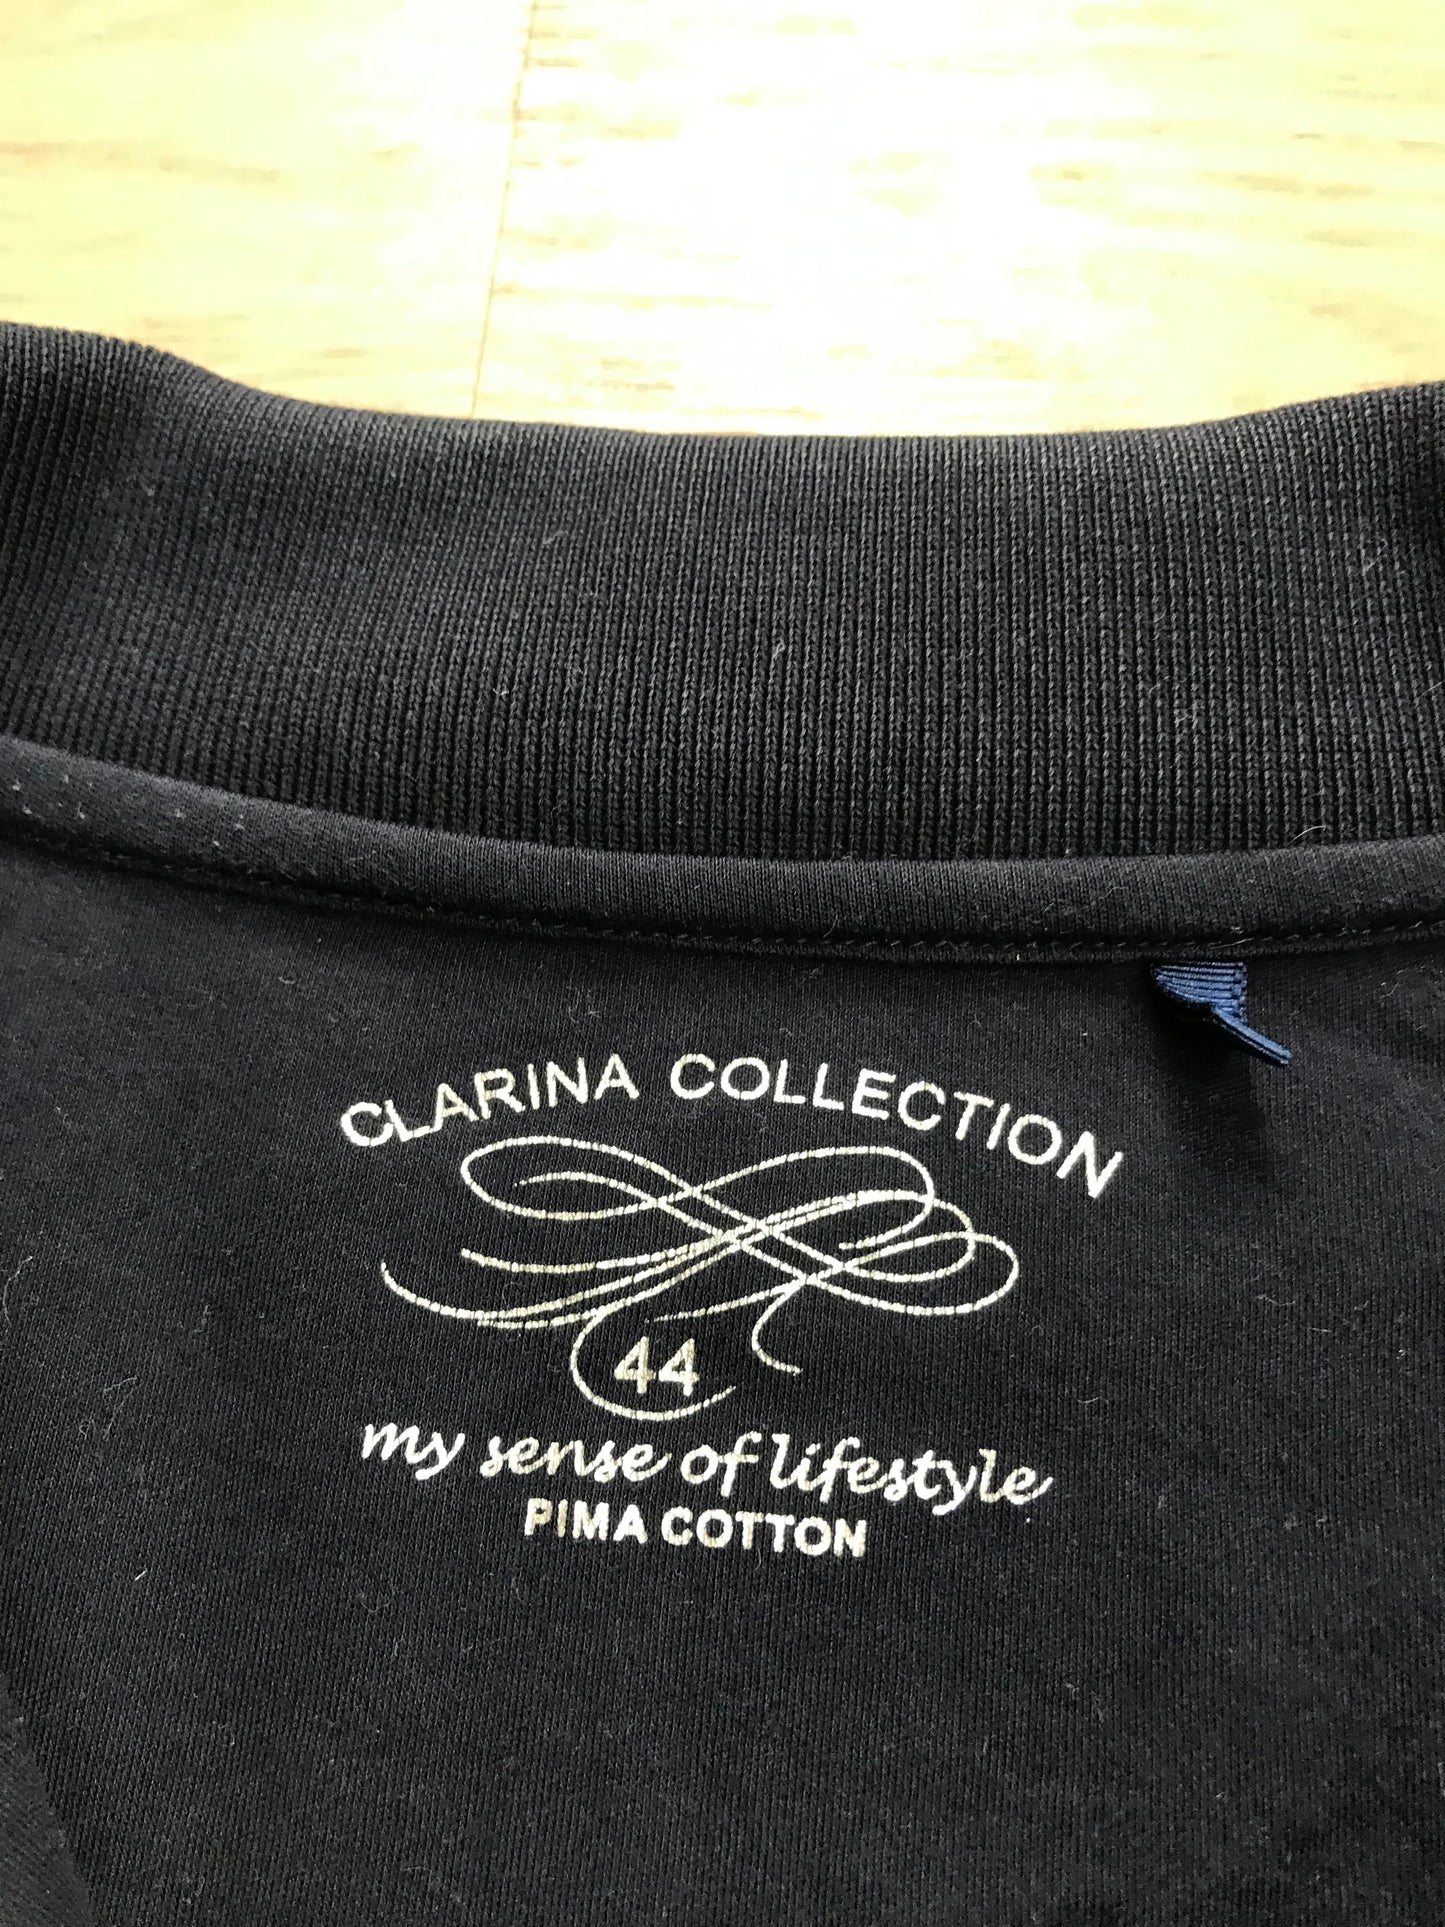 CLARINA COLLECTION
44
my sense of lifestyle
PIMA COTTON